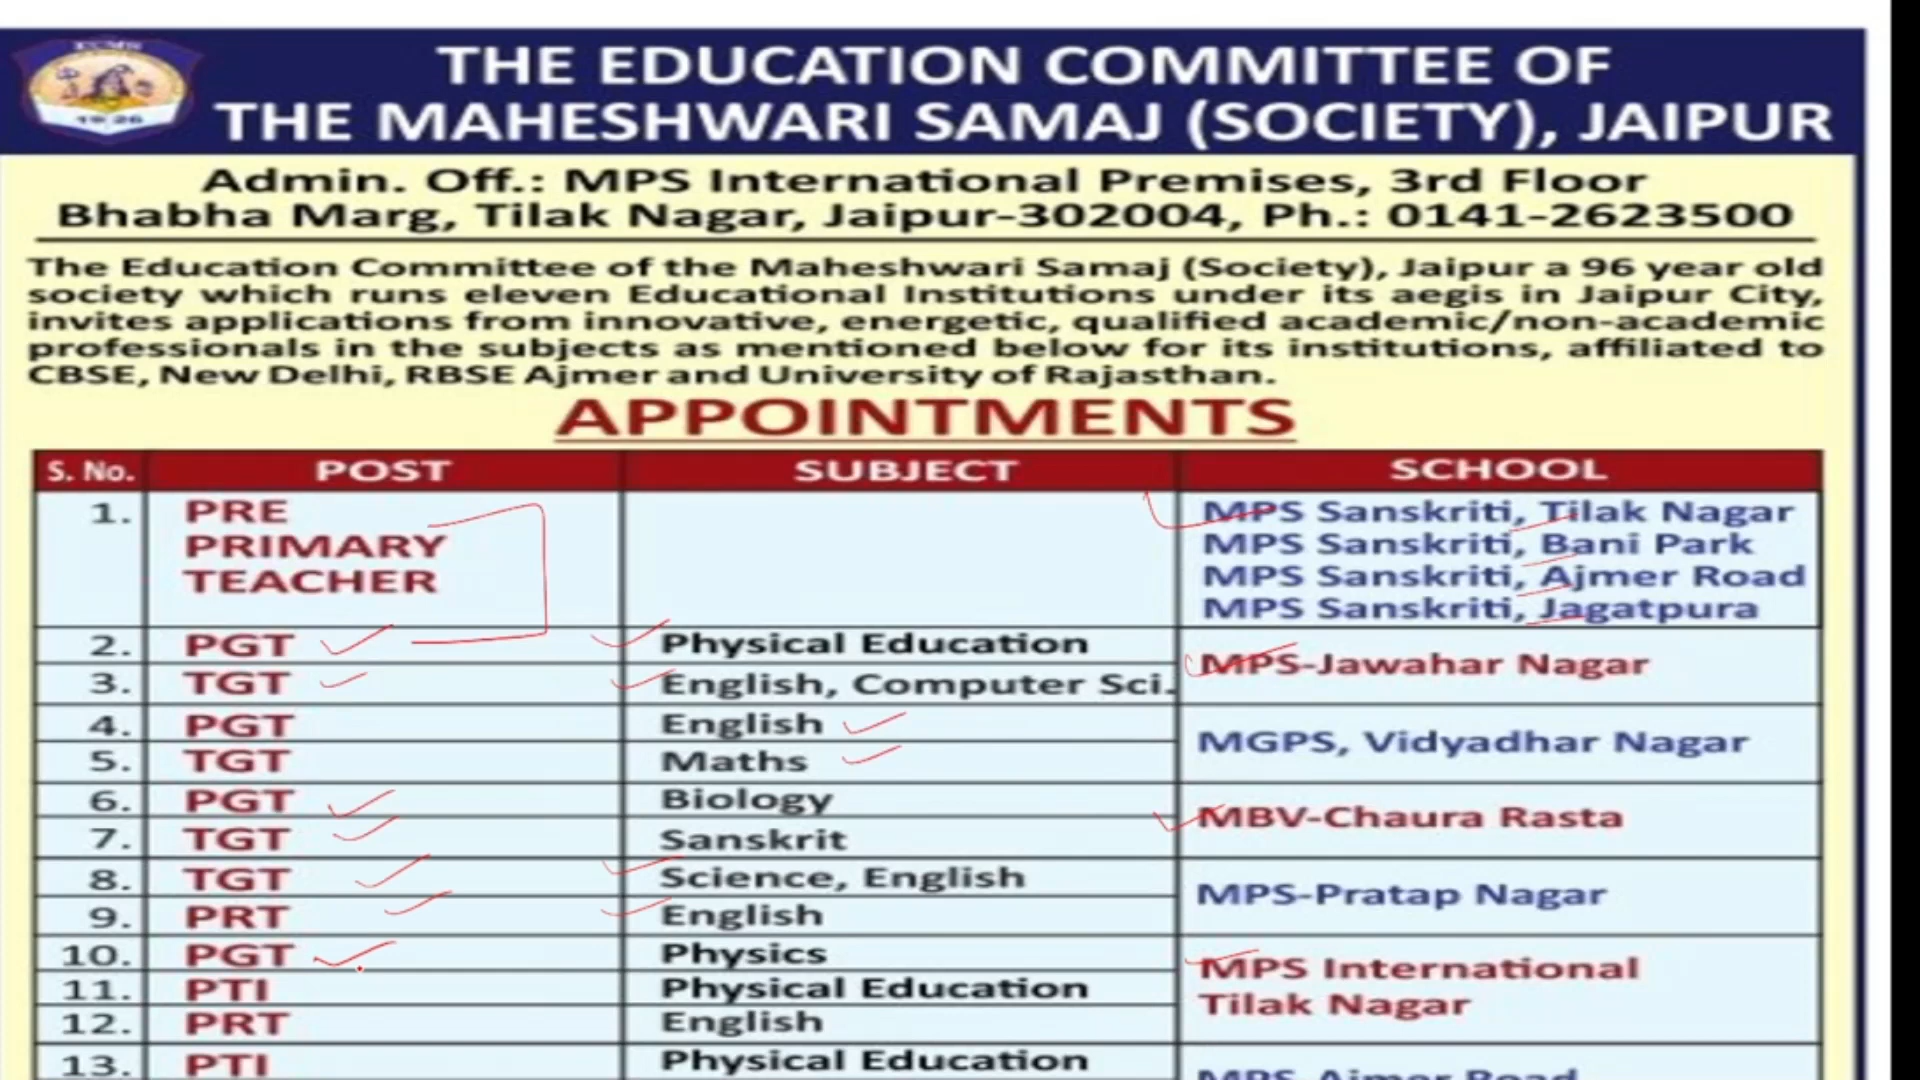 ECMS
1926
THE EDUCATION COMMITTEE OF
THE MAHESHWARI SAMAJ (SOCIETY), JAIPUR
Admin. Off.: MPS International Premises, 3rd Floor
Bhabha Marg, Tilak Nagar, Jaipur-302004, Ph.: 0141-2623500
The Education Committee of the Maheshwari Samaj (Society), Jaipur a 96 year old
society which runs eleven Educational Institutions under its aegis in Jaipur City,
invites applications from innovative, energetic, qualified academic/non-academic
professionals in the subjects as mentioned below for its institutions, affiliated to
CBSE, New Delhi, RBSE Ajmer and University of Rajasthan.
APPOINTMENTS
S. No. POST SUBJECT SCHOOL
1. PRE PRIMARY TEACHER MPS Sanskriti, Tilak Nagar
MPS Sanskriti, Bani Park
MPS Sanskriti, Ajmer Road
MPS Sanskriti, Jagatpura
2. PGT Physical Education MPS-Jawahar Nagar
3. TGT English, Computer Sci.
4. PGT English MGPS, Vidyadhar Nagar
5. TGT Maths
6. PGT Biology MBV-Chaura Rasta
7. TGT Sanskrit
8. TGT Science, English MPS-Pratap Nagar
9. PRT English
10. PGT Physics MPS International
Tilak Nagar
11. PTI Physical Education
12. PRT English
13. PTI Physical Education MPS-Ajmer Road